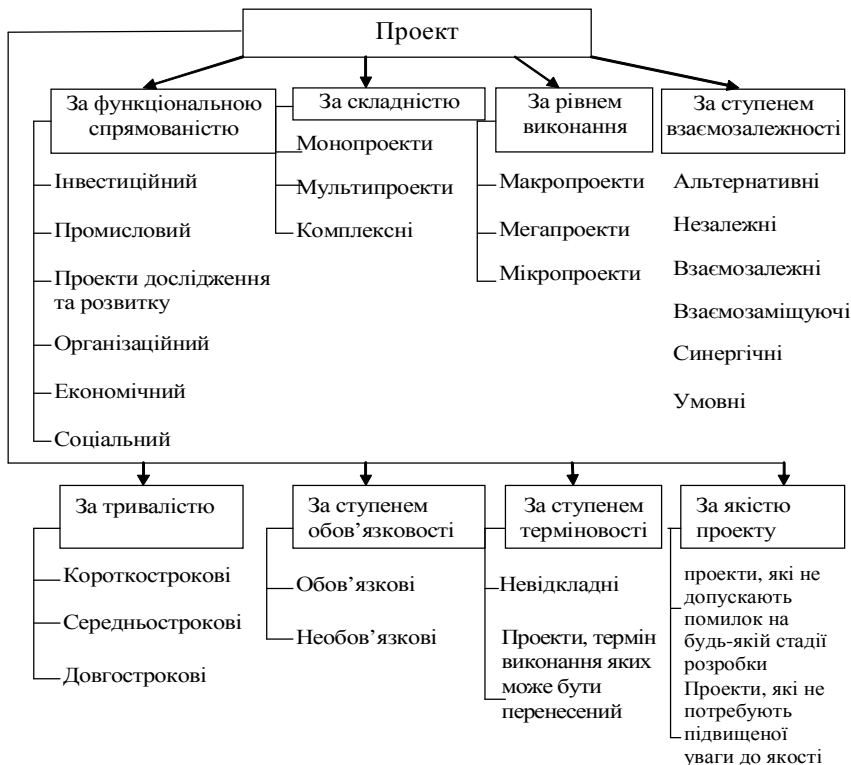 Проект
За функціональною
спрямованістю
Інвестиційний
Промисловий
Проекти дослідження
та розвитку
Організаційний
Економічний
Соціальний
За складністю
Монопроекти
Мультипроекти
Комплексні
За рівнем
виконання
Макропроекти
Мегапроекти
Мікропроекти
За ступенем
взаємозалежності
Альтернативні
Незалежні
Взаємозалежні
Взаємозаміщуючі
Синергічні
Умовні
За тривалістю
Короткострокові
Середньострокові
Довгострокові
За ступенем
обов’язковості
Обов’язкові
Необов’язкові
За ступенем
терміновості
Невідкладні
Проекти, термін
виконання яких
може бути
перенесений
За якістю
проекту
проекти, які не
допускають
помилок на
будь-якій стадії
розробки
Проекти, які не
потребують
підвищеної
уваги до якості